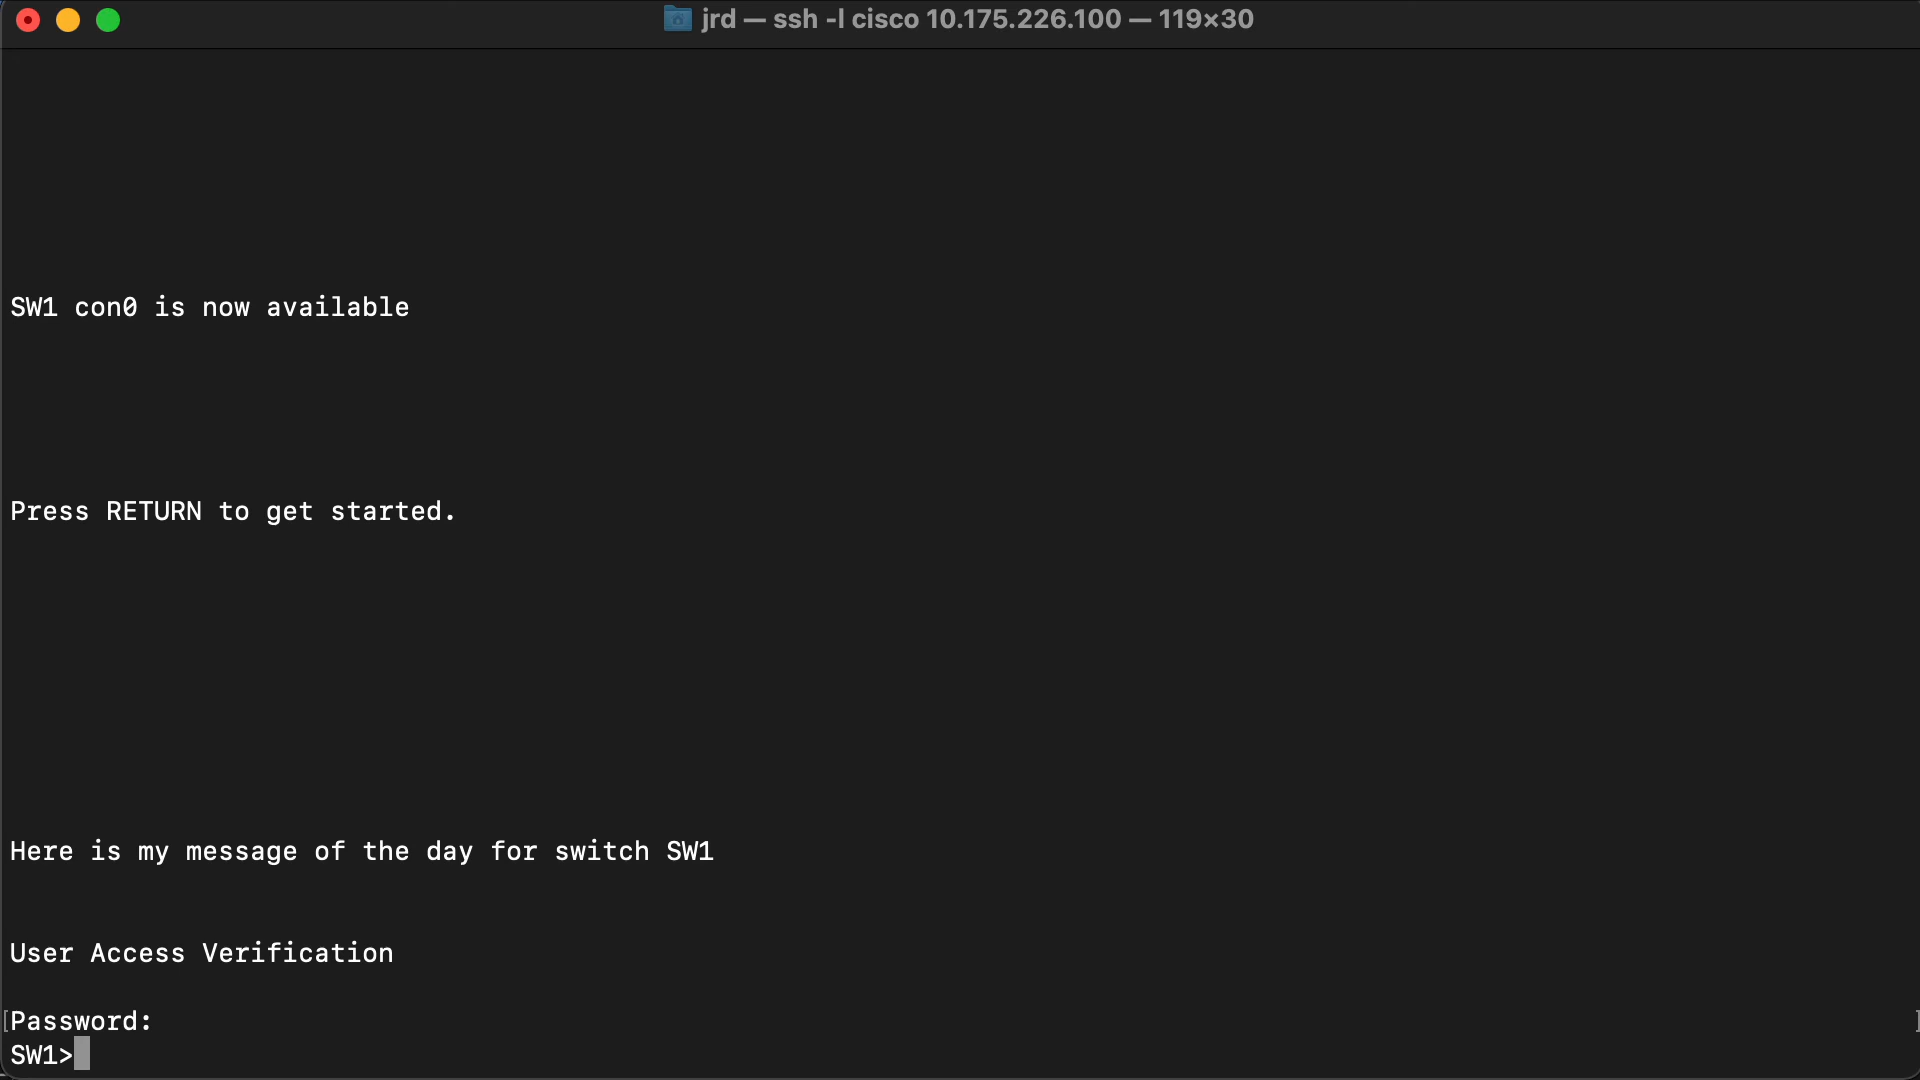 jrd — ssh -l cisco 10.175.226.100 — 119×30
SW1 con0 is now available
Press RETURN to get started.
Here is my message of the day for switch SW1
User Access Verification
[Password:
SW1>